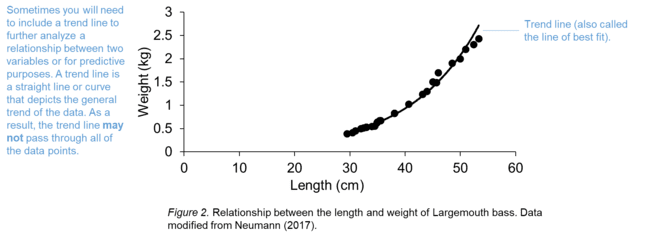 Sometimes you will need
to include a trend line to
further analyze a
relationship between two
variables or for predictive
purposes. A trend line is
a straight line or curve
that depicts the general
trend of the data. As a
result, the trend line may
not pass through all of
the data points.
3
2.5
2
1.5
1
0.5
0
Weight (kg)
0 10 20 30 40 50 60
Length (cm)
Trend line (also called
the line of best fit).
Figure 2. Relationship between the length and weight of Largemouth bass. Data
modified from Neumann (2017).